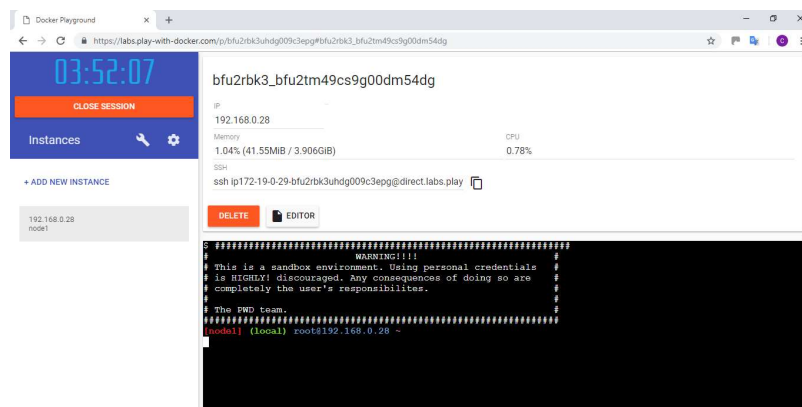 Docker Playground
https://labs.play-with-docker.com/p/bfu2rbk3uhdg009c3epg#bfu2rbk3_bfu2tm49cs9g00dm54dg
C
03:52:07
CLOSE SESSION
Instances
+ ADD NEW INSTANCE
192.168.0.28
node1
bfu2rbk3_bfu2tm49cs9g00dm54dg
IP
192.168.0.28
Memory
1.04% (41.55MiB / 3.906GiB)
CPU
0.78%
SSH
ssh ip172-19-0-29-bfu2rbk3uhdg009c3epg@direct.labs.play
DELETE
EDITOR
$ ###############################################################
# WARNING!!!! #
# This is a sandbox environment. Using personal credentials #
# is HIGHLY! discouraged. Any consequences of doing so are #
# completely the user's responsibilites. #
# #
# The PWD team. #
###############################################################
[node1] (local) root@192.168.0.28 ~